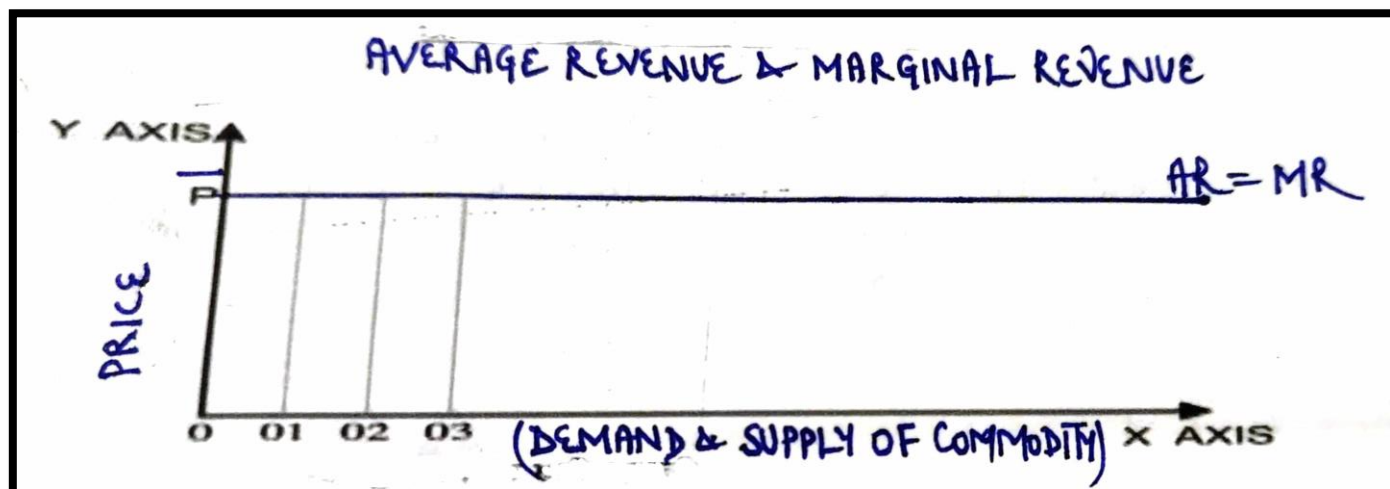 AVERAGE REVENUE & MARGINAL REVENUE
Y AXIS
P
AR = MR
PRICE
0 01 02 03 (DEMAND & SUPPLY OF COMMODITY) X AXIS